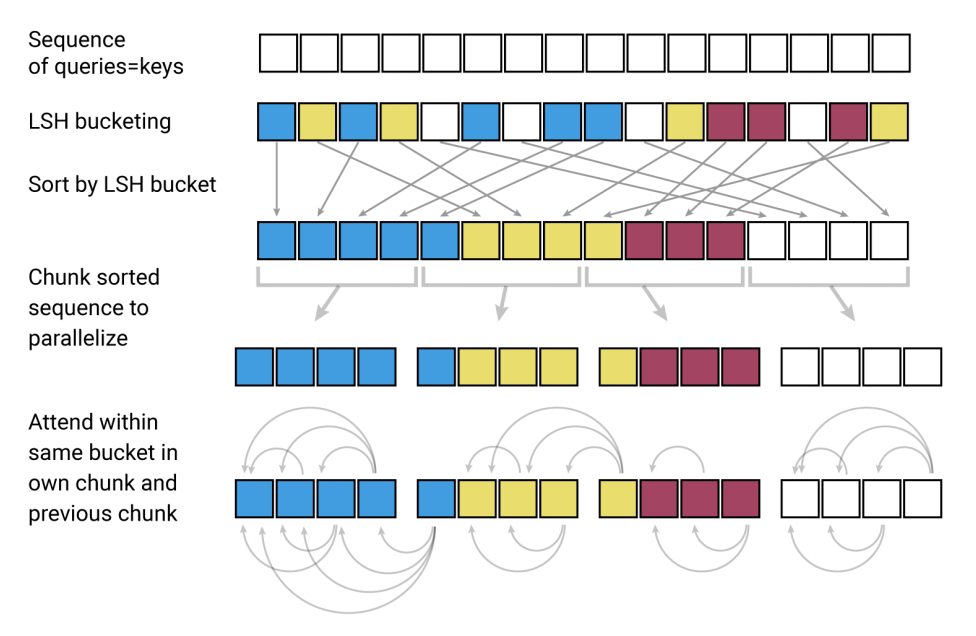 Sequence
of queries=keys
LSH bucketing
Sort by LSH bucket
Chunk sorted
sequence to
parallelize
Attend within
same bucket in
own chunk and
previous chunk